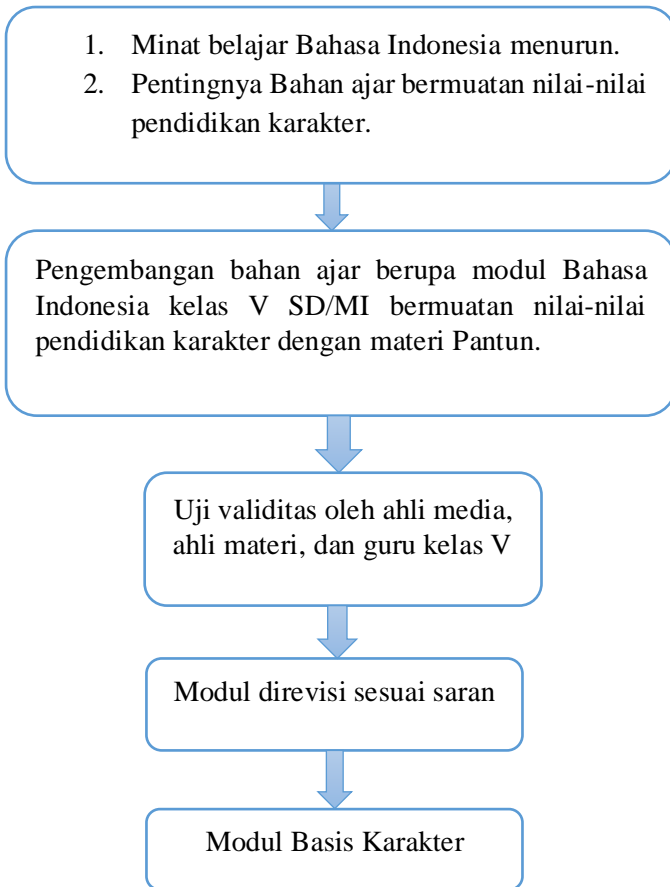 1. Minat belajar Bahasa Indonesia menurun.
2. Pentingnya Bahan ajar bermuatan nilai-nilai
pendidikan karakter.
Pengembangan bahan ajar berupa modul Bahasa
Indonesia kelas V SD/MI bermuatan nilai-nilai
pendidikan karakter dengan materi Pantun.
Uji validitas oleh ahli media,
ahli materi, dan guru kelas V
Modul direvisi sesuai saran
Modul Basis Karakter